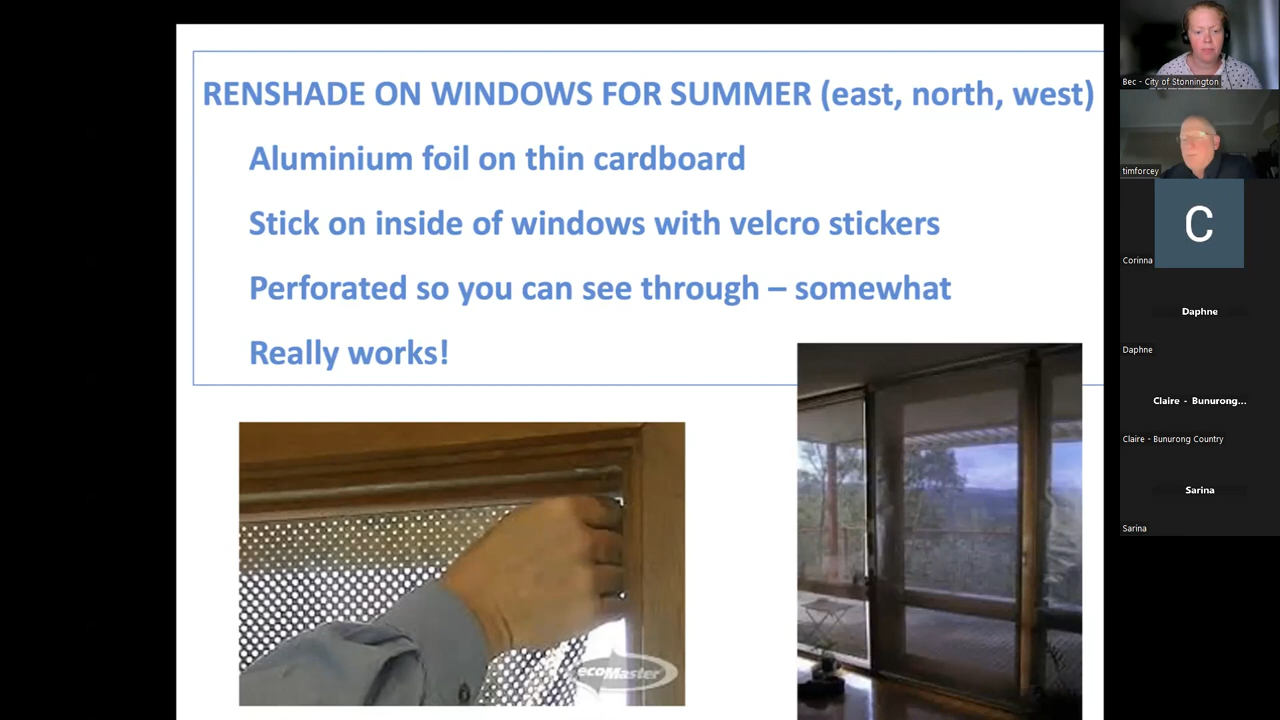 RENSHADE ON WINDOWS FOR SUMMER (east, north, west)
Aluminium foil on thin cardboard
Stick on inside of windows with velcro stickers
Perforated so you can see through – somewhat
Really works!
ecoMaster
Bec - City of Stonnington
timforcey
C
Corinna
Daphne
Daphne
Claire - Bunurong...
Claire - Bunurong Country
Sarina
Sarina